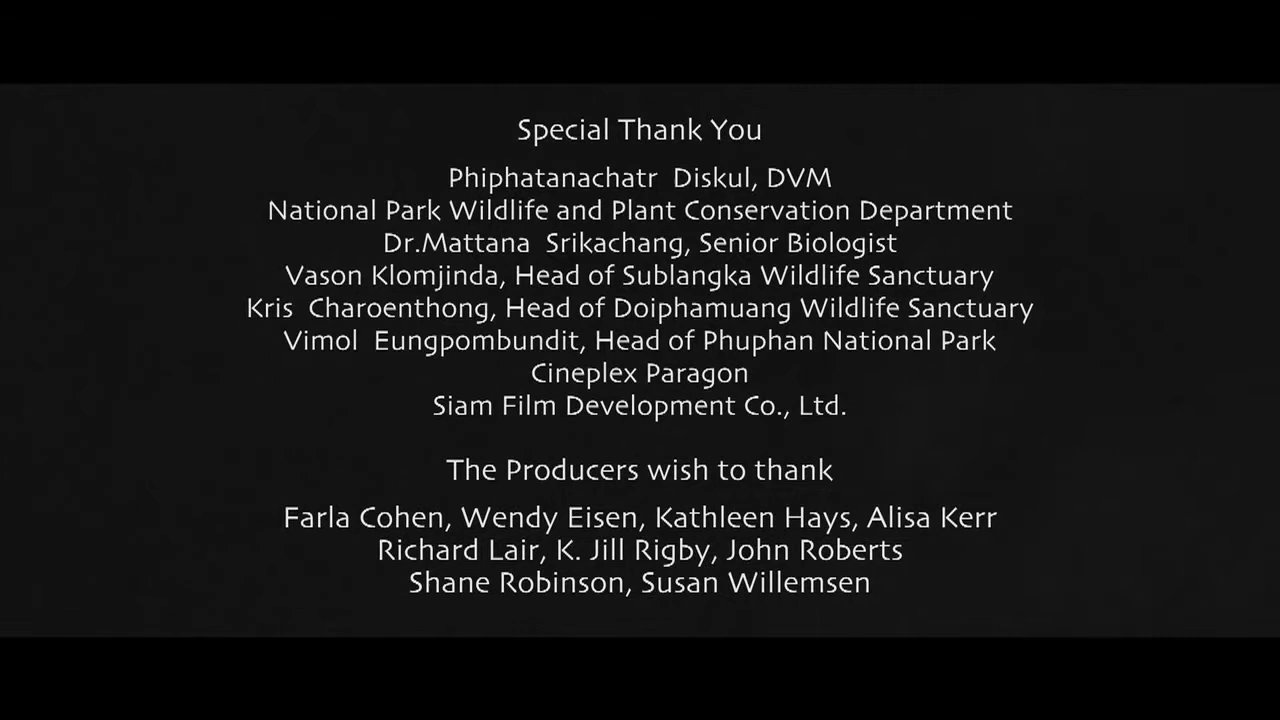 Special Thank You
Phiphatanachatr  Diskul, DVM
National Park Wildlife and Plant Conservation Department
Dr.Mattana  Srikachang, Senior Biologist
Vason Klomjinda, Head of Sublangka Wildlife Sanctuary
Kris  Charoenthong, Head of Doiphamuang Wildlife Sanctuary
Vimol  Eungpombundit, Head of Phuphan National Park
Cineplex Paragon
Siam Film Development Co., Ltd.
The Producers wish to thank
Farla Cohen, Wendy Eisen, Kathleen Hays, Alisa Kerr
Richard Lair, K. Jill Rigby, John Roberts
Shane Robinson, Susan Willemsen